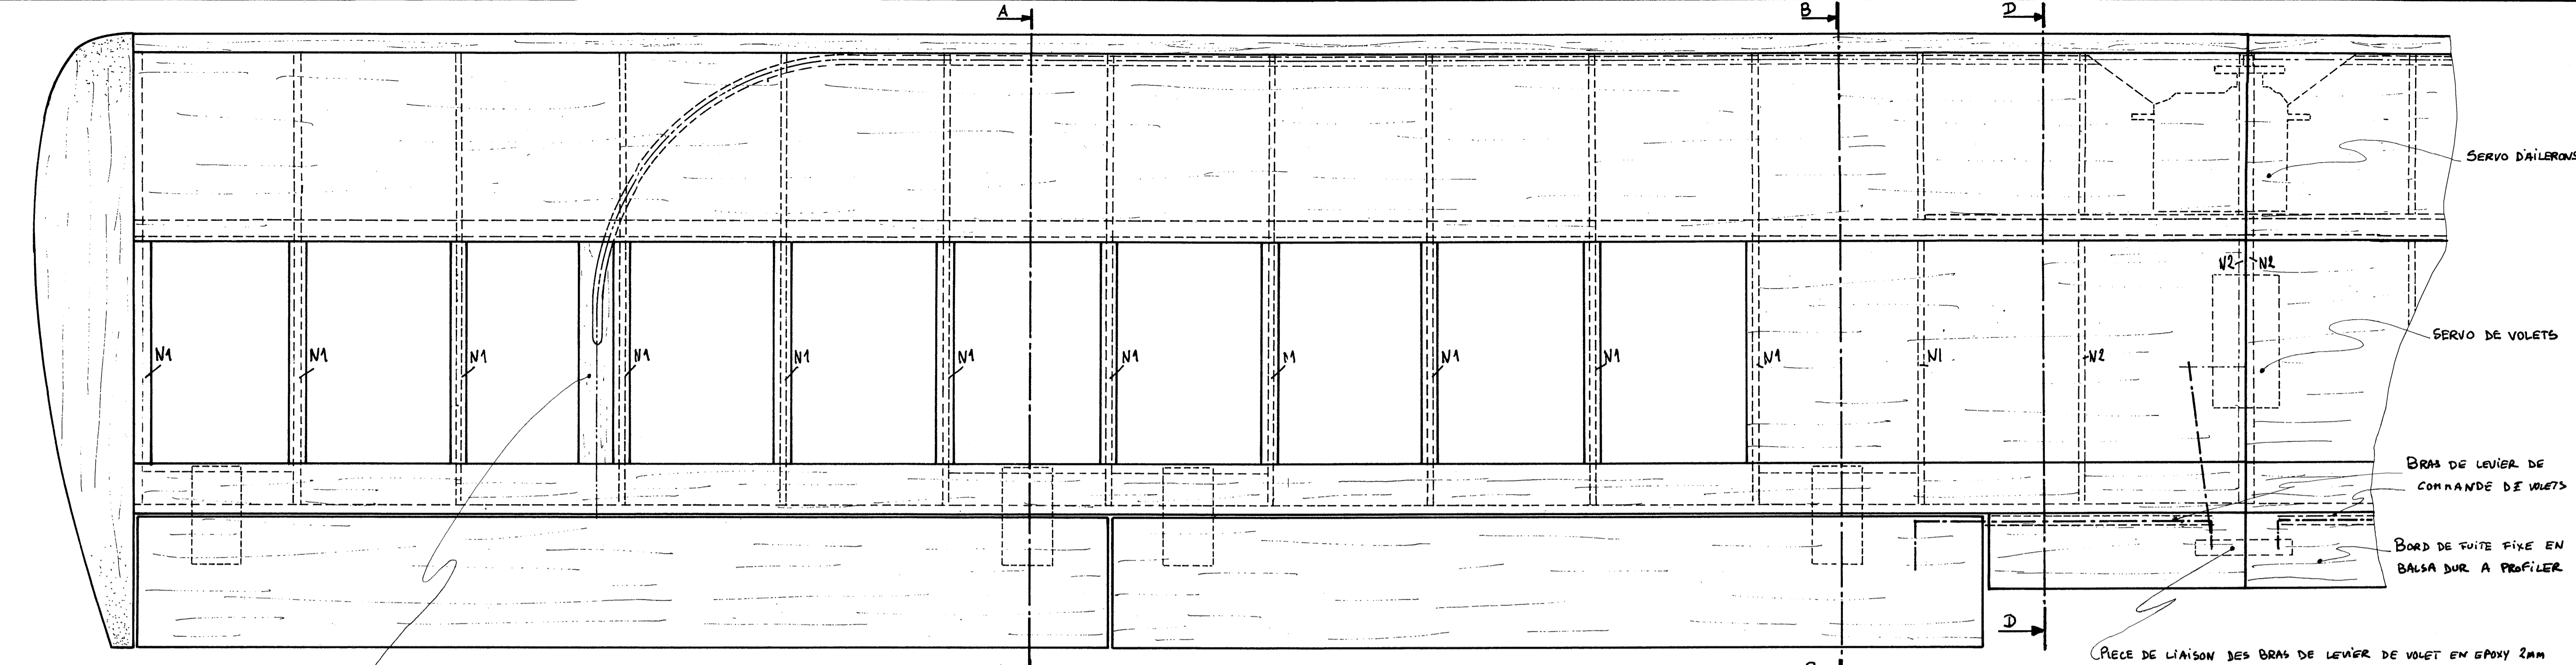 A
B
D
SERVO D'AILERONS
N2
N2
SERVO DE VOLETS
N1
N1
N1
N1
N1
N1
N1
M
N1
N1
N1
N1
N2
BRAS DE LEVIER DE
COMMANDE DE VOLETS
BORD DE FUITE FIXE EN
BALSA DUR A PROFILER
D
PIECE DE LIAISON DES BRAS DE LEVIER DE VOLET EN EPOXY 2mm